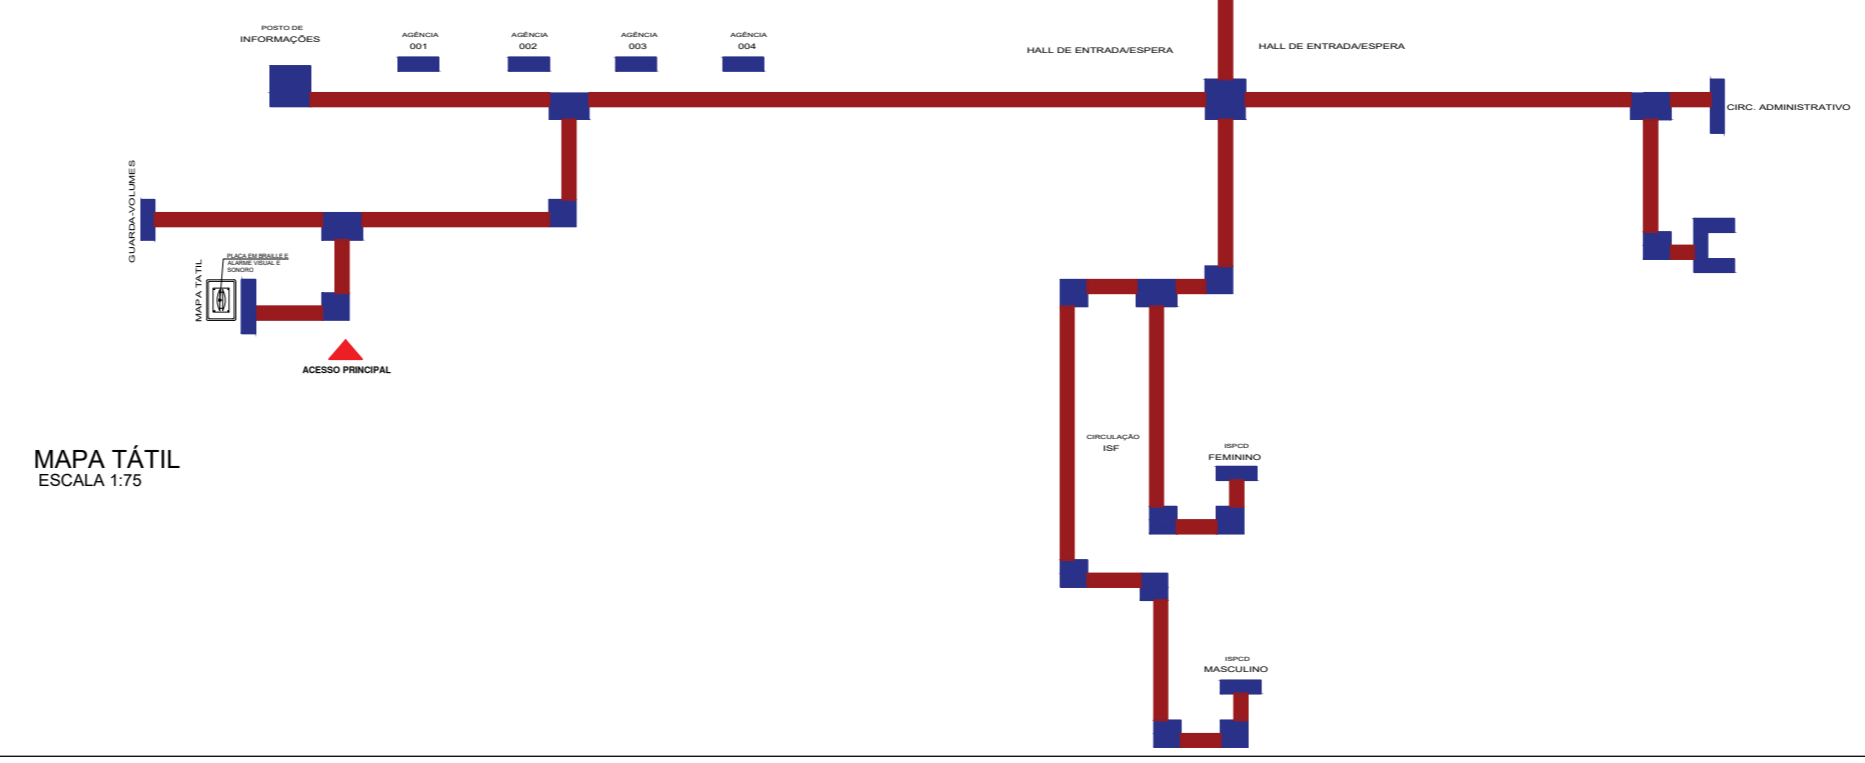 POSTO DE
INFORMAÇÕES
AGÊNCIA
001
AGÊNCIA
002
AGÊNCIA
003
AGÊNCIA
004
HALL DE ENTRADA/ESPERA
HALL DE ENTRADA/ESPERA
CIRC. ADMINISTRATIVO
GUARDA-VOLUMES
PLACA EM BRAILLE E
ALARME VISUAL E
SONORO
MAPA TATIL
ACESSO PRINCIPAL
MAPA TÁTIL
ESCALA 1:75
CIRCULAÇÃO
ISF
ISPCD
FEMININO
ISPCD
MASCULINO